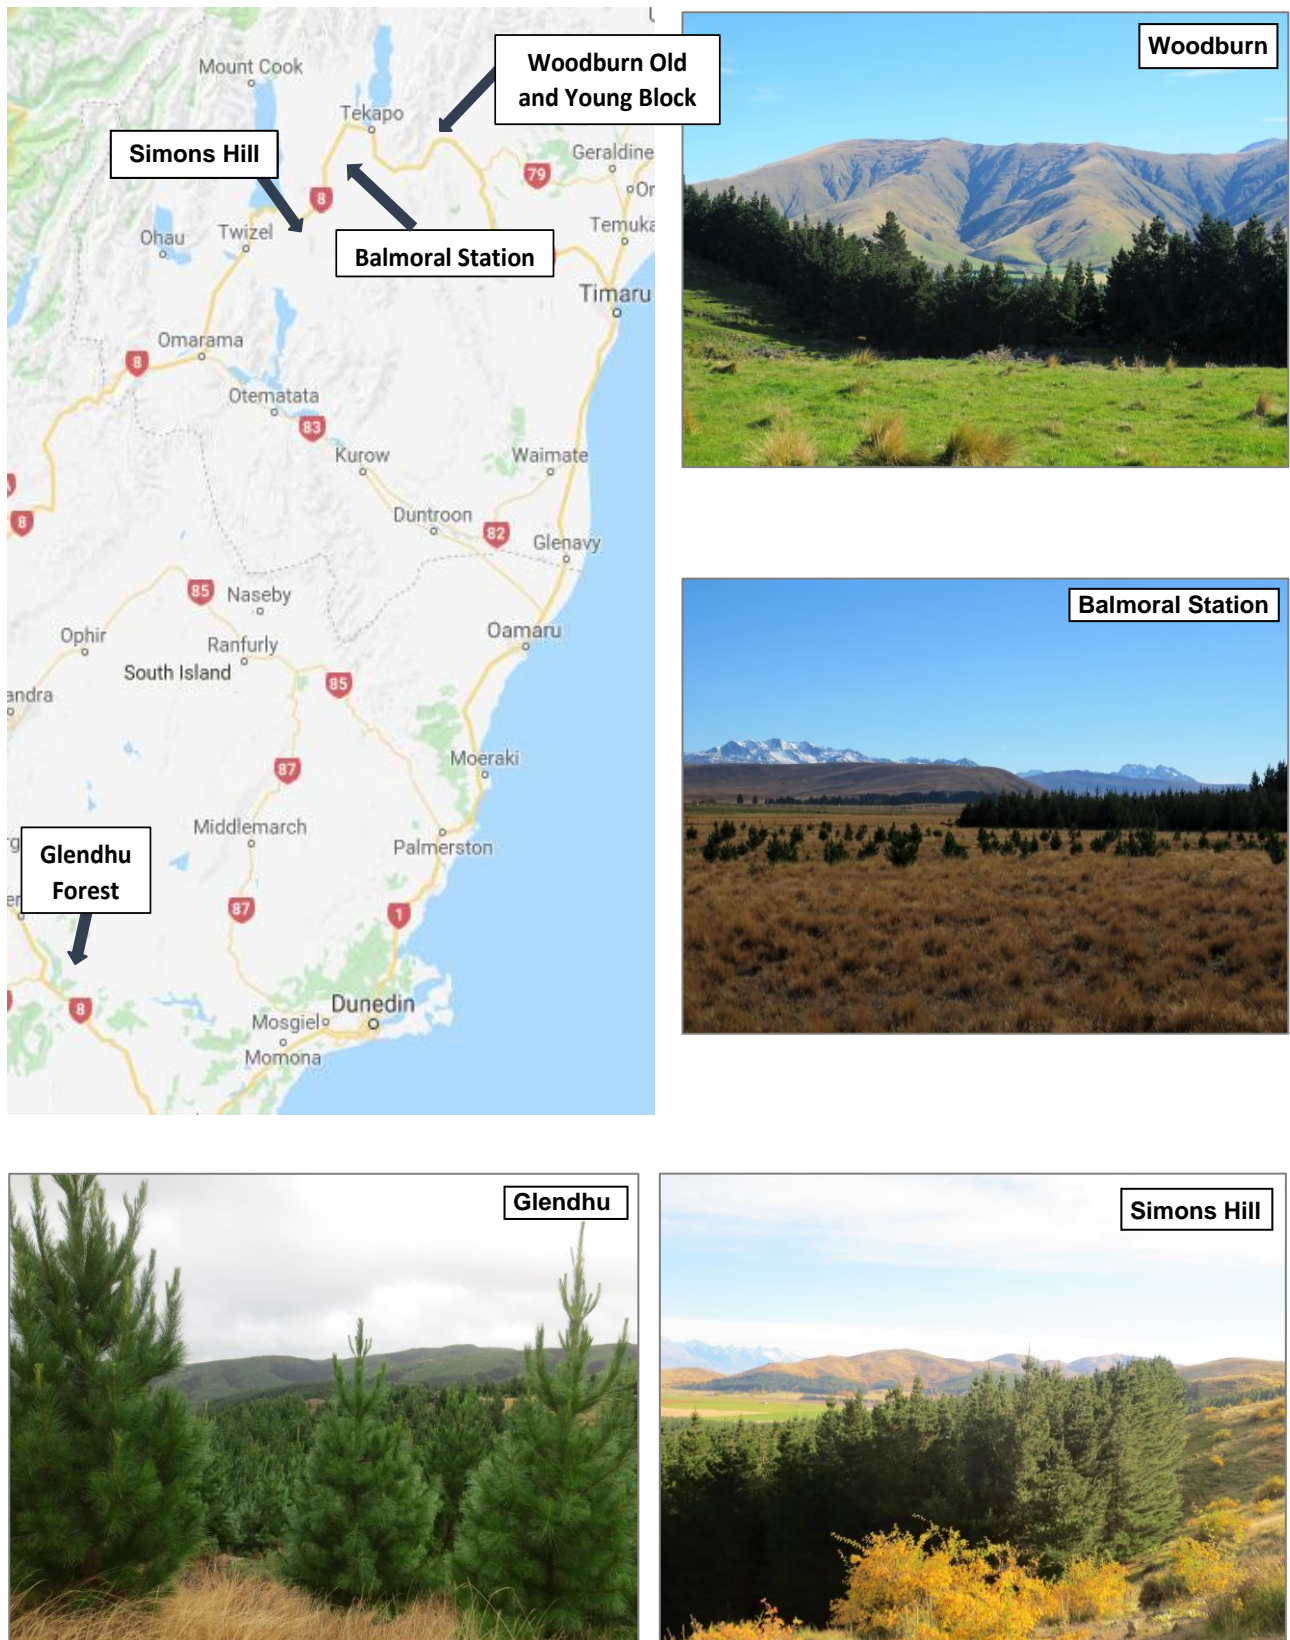 Mount Cook
Woodburn Old
and Young Block
Tekapo
Simons Hill
Geraldine
79
8
Or
Temuka
Ohau
Twizel
Balmoral Station
Timaru
Omarama
8
Otematata
83
Kurow
Waimate
8
Duntroon
82
Glenavy
85
Naseby
Ophir
Ranfurly
Oamaru
South Island
85
andra
Moeraki
87
Middlemarch
Palmerston
Glendhu
Forest
87
1
8
Dunedin
Mosgiel
Momona
Woodburn
Balmoral Station
Glendhu
Simons Hill